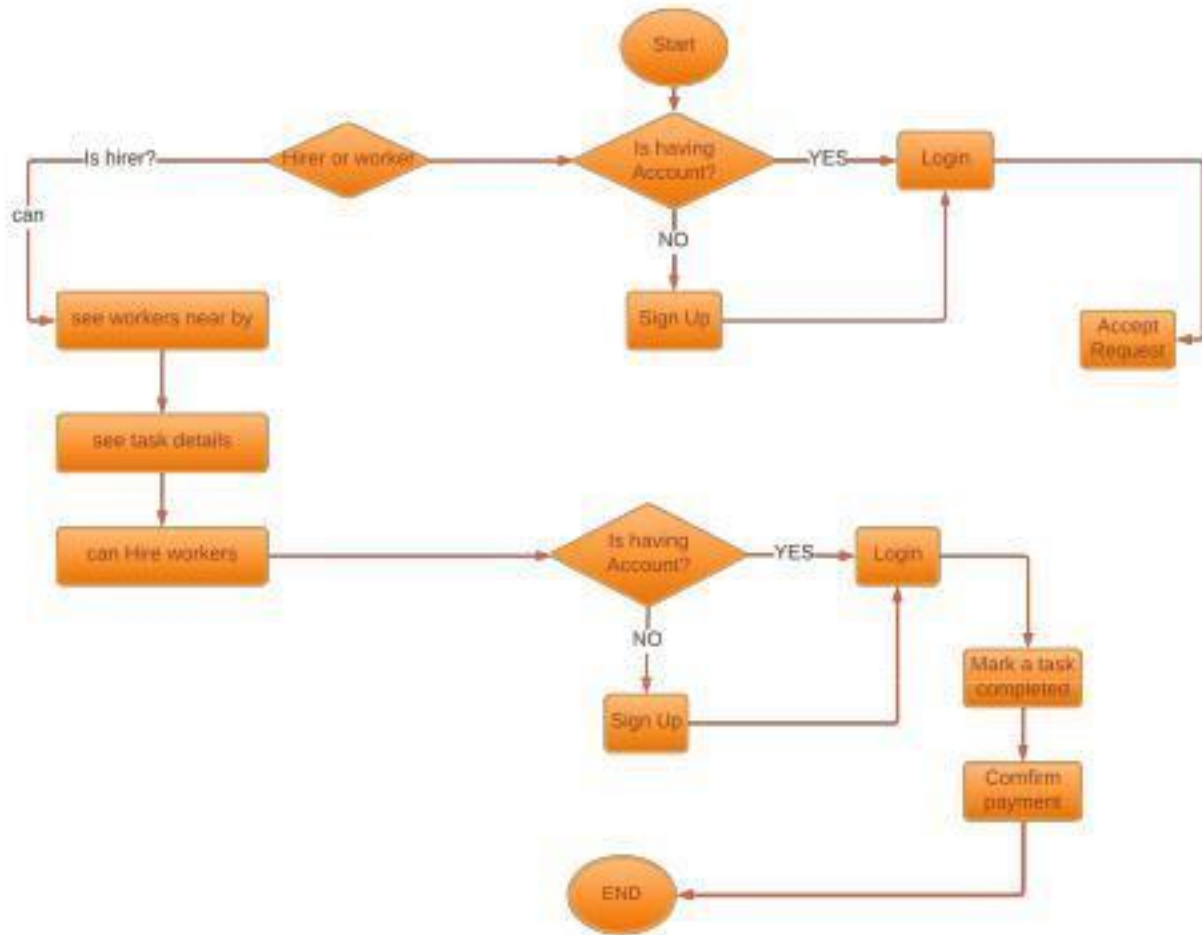 Start
Is hirer?
Hirer or worker
Is having
Account?
YES
Login
can
NO
see workers near by
Sign Up
Accept
Request
see task details
can Hire workers
Is having
Account?
YES
Login
NO
Mark a task
completed
Sign Up
Comfirm
payment
END